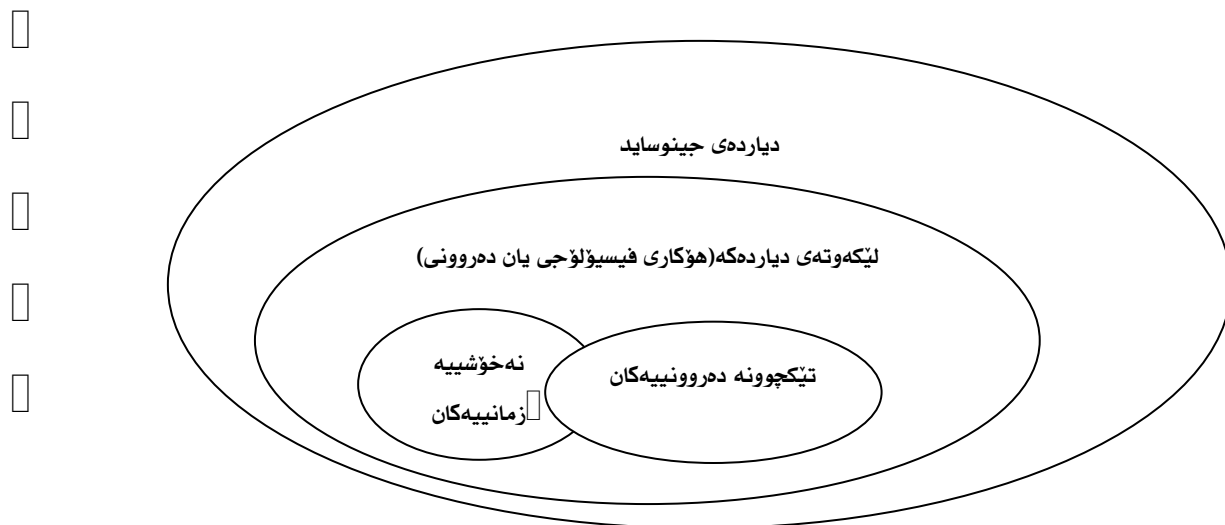 دیاردەی جینوساید
لێکەوتەی دیاردەکە(هۆکاری فیسیۆلۆجی یان دەروونی)
نەخۆشییە
زمانییەکان
تێکچوونە دەروونییەکان